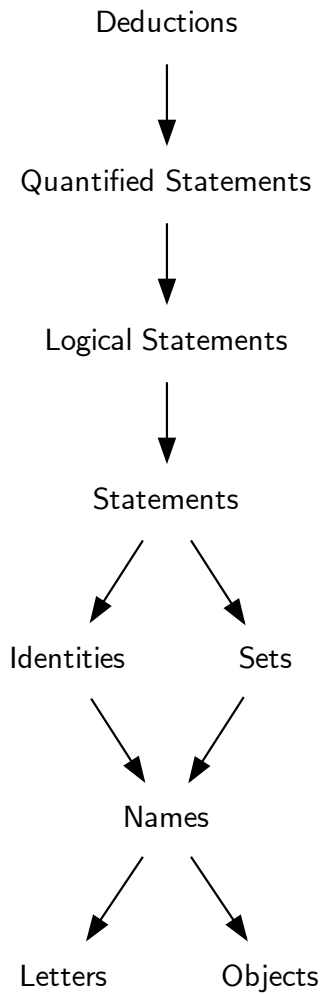 Deductions
Quantified Statements
Logical Statements
Statements
Identities
Sets
Names
Letters
Objects